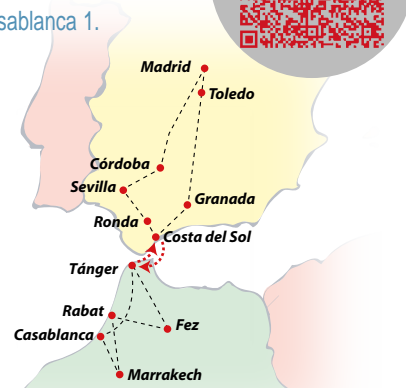 sablanca 1.
Madrid
Toledo
Córdoba
Sevilla
Granada
Ronda
Costa del Sol
Tánger
Rabat
Fez
Casablanca
Marrakech